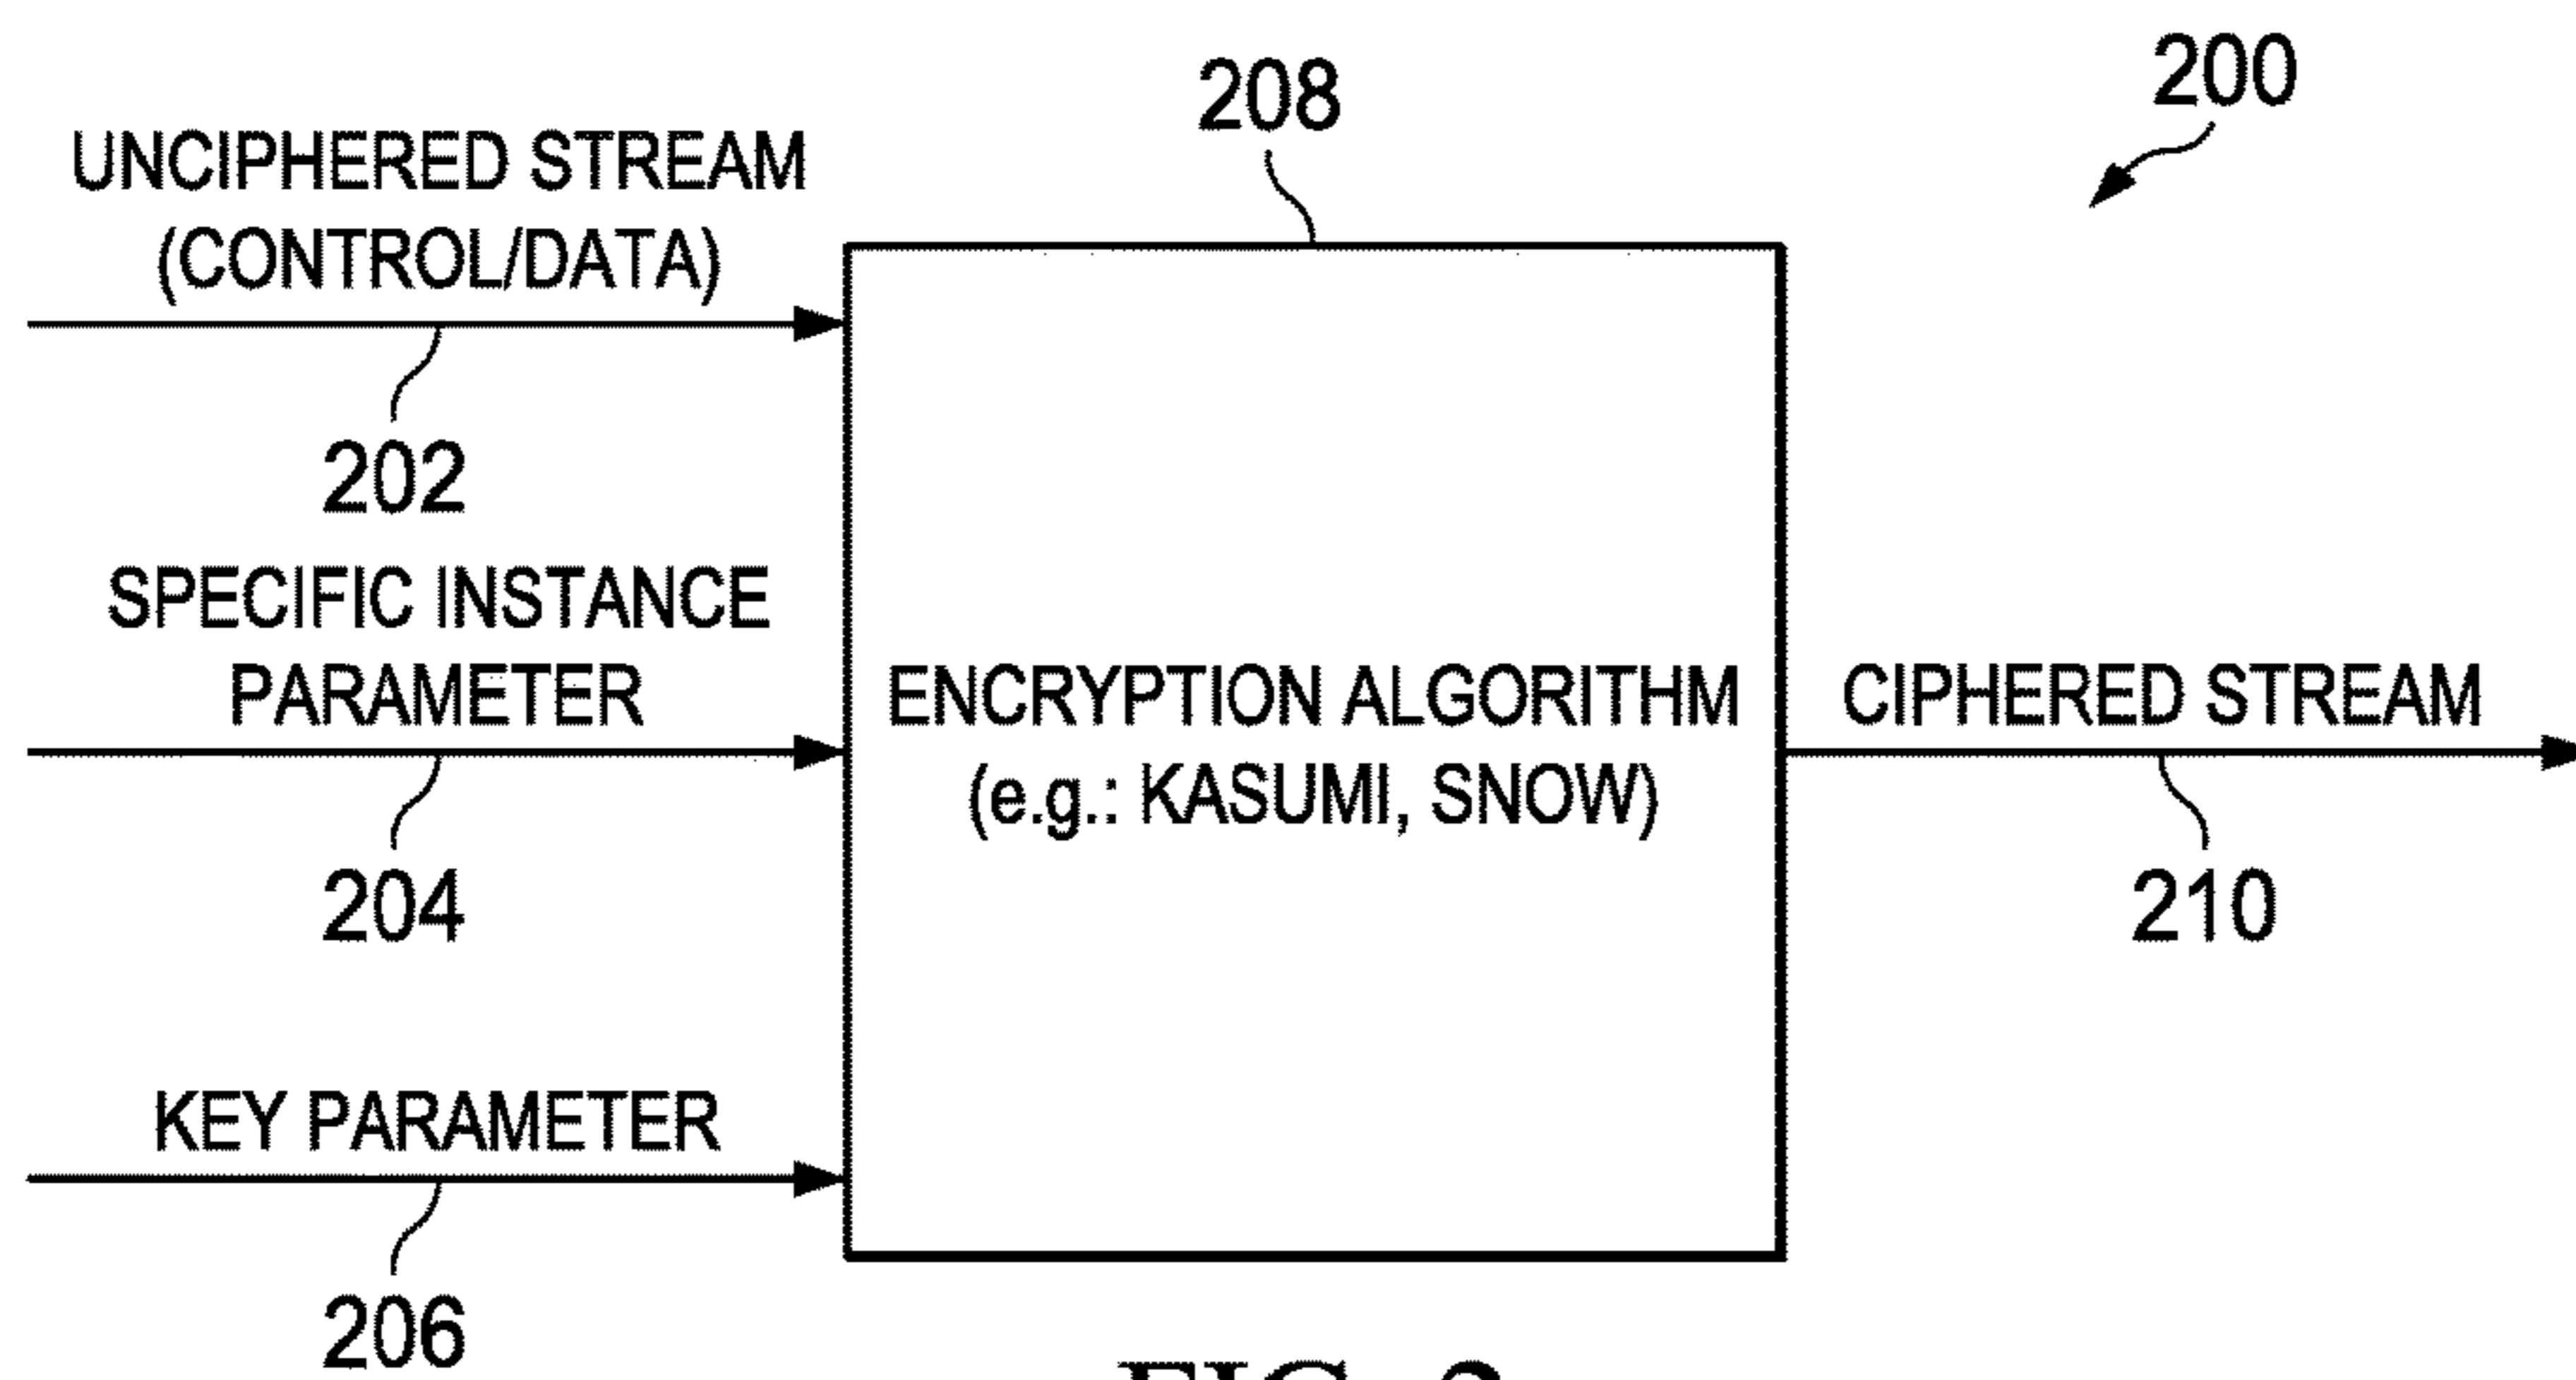 200
208
UNCIPHERED STREAM
(CONTROL/DATA)
202
SPECIFIC INSTANCE
PARAMETER
204
KEY PARAMETER
206
ENCRYPTION ALGORITHM
(e.g.: KASUMI, SNOW)
CIPHERED STREAM
210